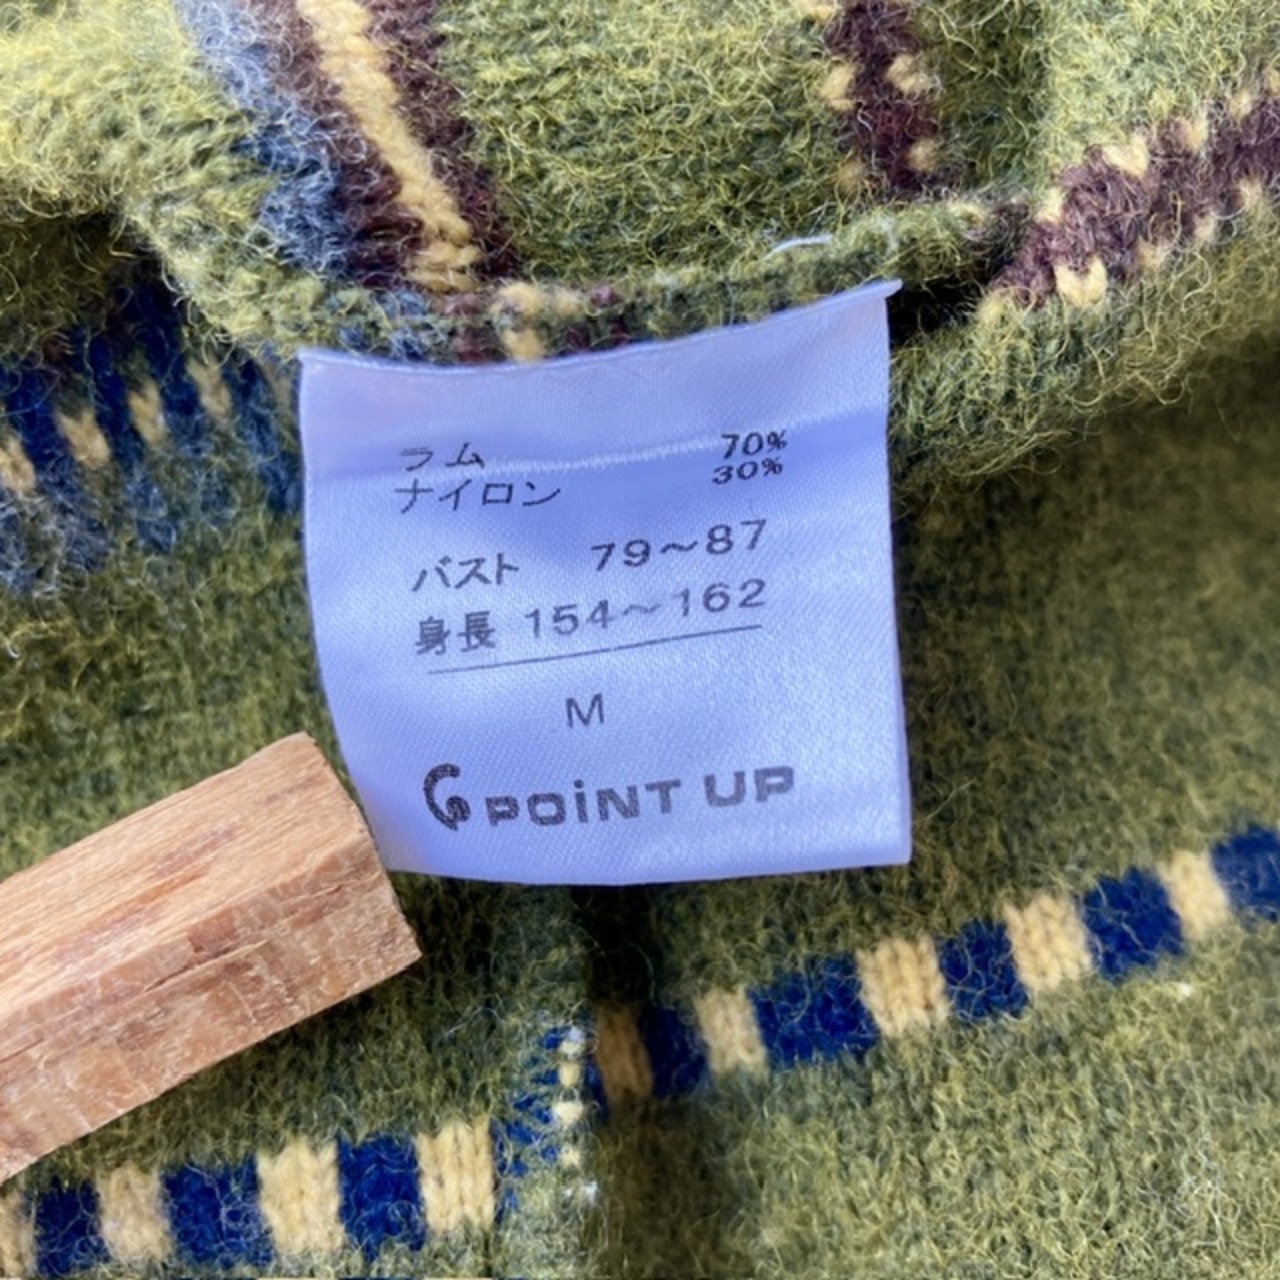 ラム 70%
ナイロン 30%
バスト 79～87
身長 154～162
M
POiNT UP